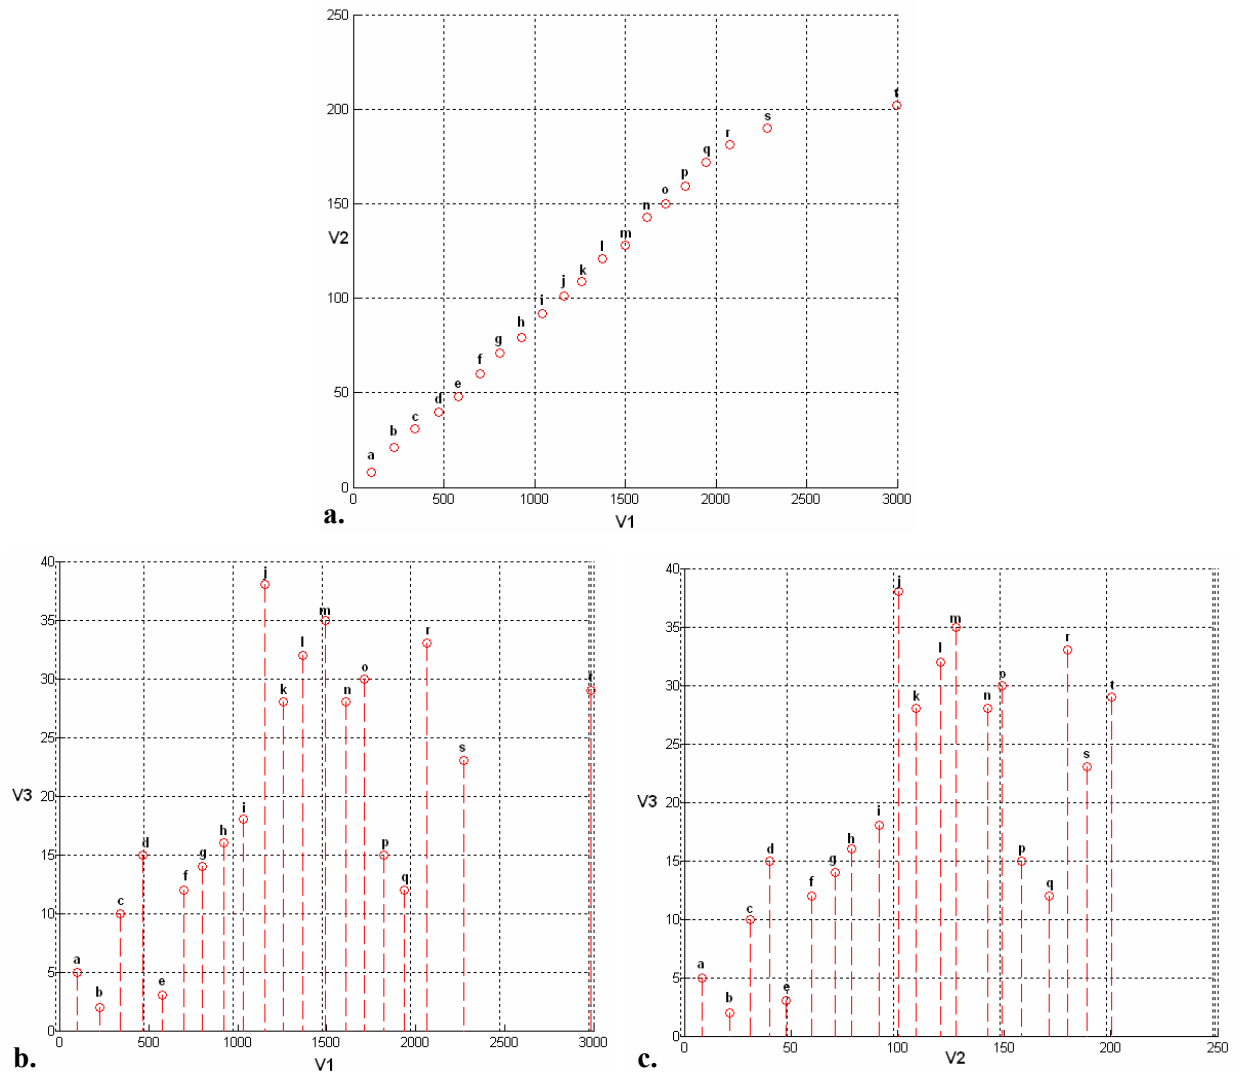 250
t
200
s
r
q
p
o
150
n
V2
m
l
k
j
100
i
h
g
f
50
e
d
c
b
a
0
0 500 1000 1500 2000 2500 3000
a. V1
40
j
35
m
r
l
30
o
t
k n
25
s
V3 20
i
h
15
d g p
f q
10
c
5
a
e
b
0
0 500 1000 1500 2000 2500 3000
b. V1
40
j
35
m
r
l
30
o
t
k n
25
s
V3 20
i
h
15
d g p
f q
10
c
5
a
e
b
0
0 50 100 150 200 250
c. V2